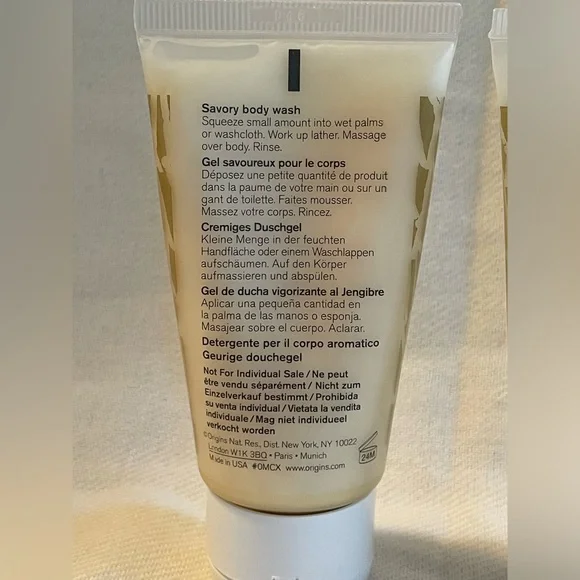 Savory body wash
Squeeze small amount into wet palms
or washcloth. Work up lather. Massage
over body. Rinse.
Gel savoureux pour le corps
Déposez une petite quantité de produit
dans la paume de votre main ou sur un
gant de toilette. Faites mousser.
Massez votre corps. Rincez.
Cremiges Duschgel
Kleine Menge in der feuchten
Handfläche oder einem Waschlappen
aufschäumen. Auf den Körper
aufmassieren and abspülen.
Gel de ducha vigorizante al Jengibre
Aplicar una pequeña cantidad en
la palma de las manos o esponja.
Masajear sobre el cuerpo. Aclarar.
Detergente per il corpo aromatico
Geurige douchegel
Not For Individual Sale / Ne peut
être vendu séparément / Nicht zum
Einzelverkauf bestimmt / Prohibida
su venta individual / Vietata la vendita
individuale / Mag niet individueel
verkocht worden
©Origins Nat. Res., Dist. New York, NY 10022
London W1K 3BQ • Paris • Munich
Made in USA #0MCX www.origins.com
24M